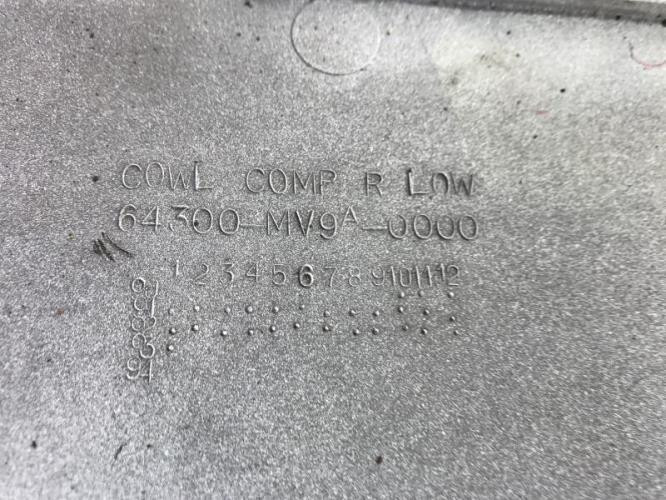 COWL COMP R LOW
64300-MV9A-0000
1 2 3 4 5 6 7 8 9 10 11 12
94